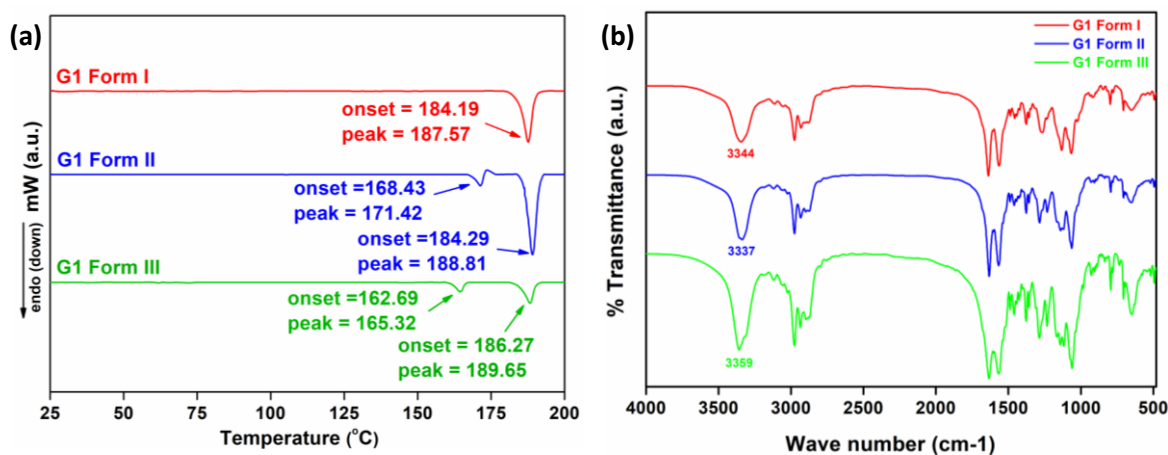 (a)
G1 Form I
onset = 184.19
peak = 187.57
G1 Form II
onset =168.43
peak = 171.42
onset =184.29
peak = 188.81
G1 Form III
onset =162.69
peak = 165.32
onset = 186.27
peak = 189.65
endo (down) mW (a.u.)
25 50 75 100 125 150 175 200
Temperature (°C)
(b)
G1 Form I
G1 Form II
G1 Form III
3344
3337
3359
% Transmittance (a.u.)
4000 3500 3000 2500 2000 1500 1000 500
Wave number (cm-1)